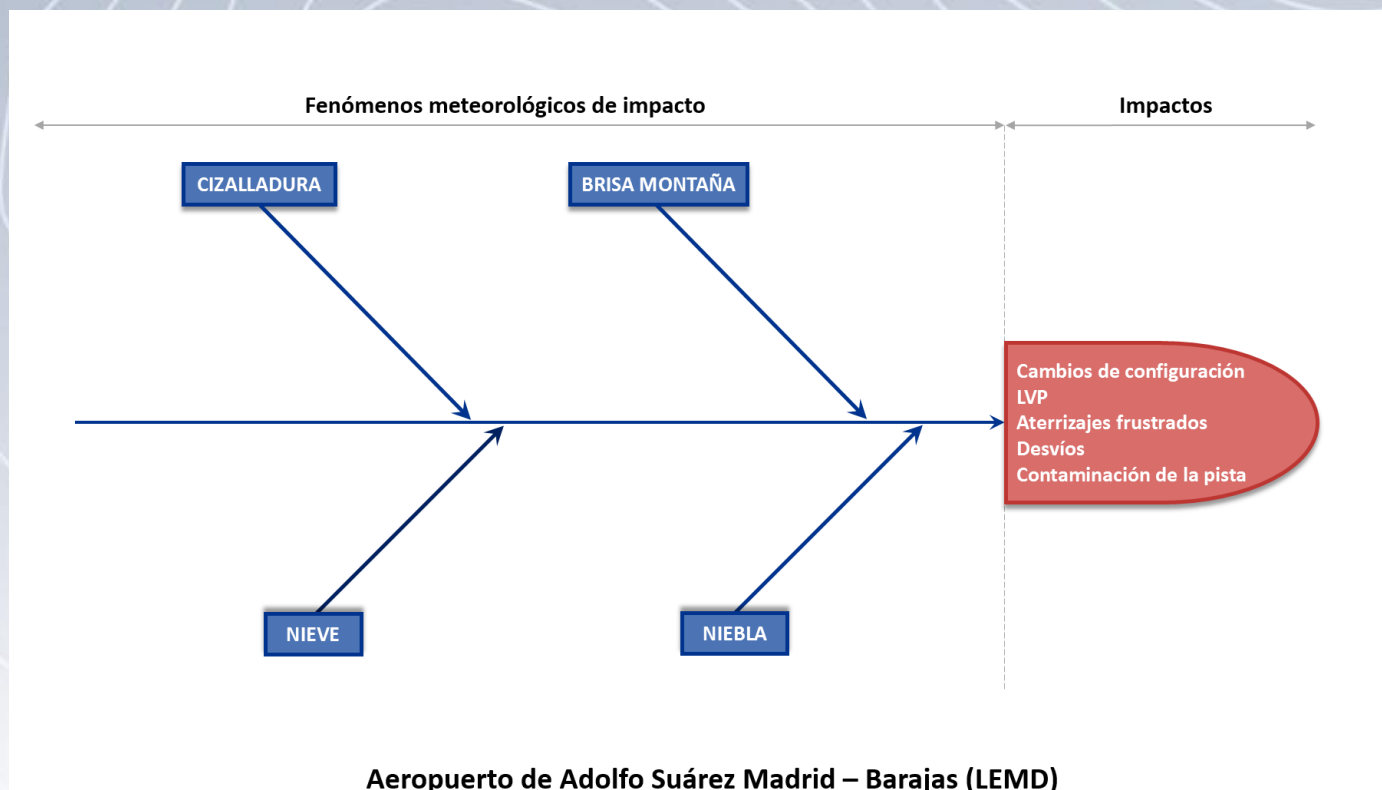 Fenómenos meteorológicos de impacto
Impactos
CIZALLADURA
BRISA MONTAÑA
Cambios de configuración
LVP
Aterrizajes frustrados
Desvíos
Contaminación de la pista
NIEVE
NIEBLA
Aeropuerto de Adolfo Suárez Madrid – Barajas (LEMD)